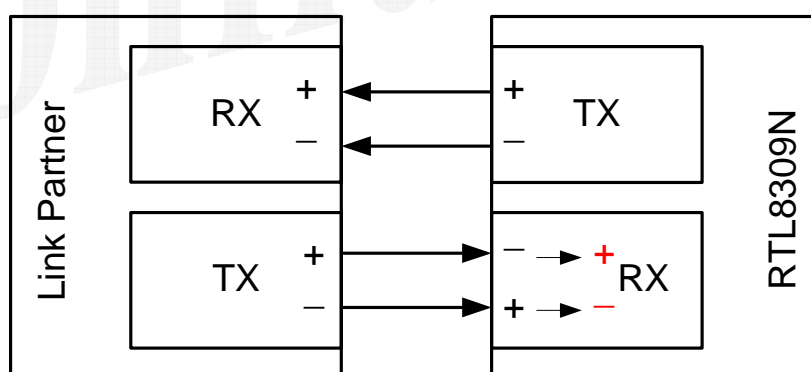 Link Partner
RX
+
−
+
−
TX
TX
+
−
− +
+ −
RX
RTL8309N